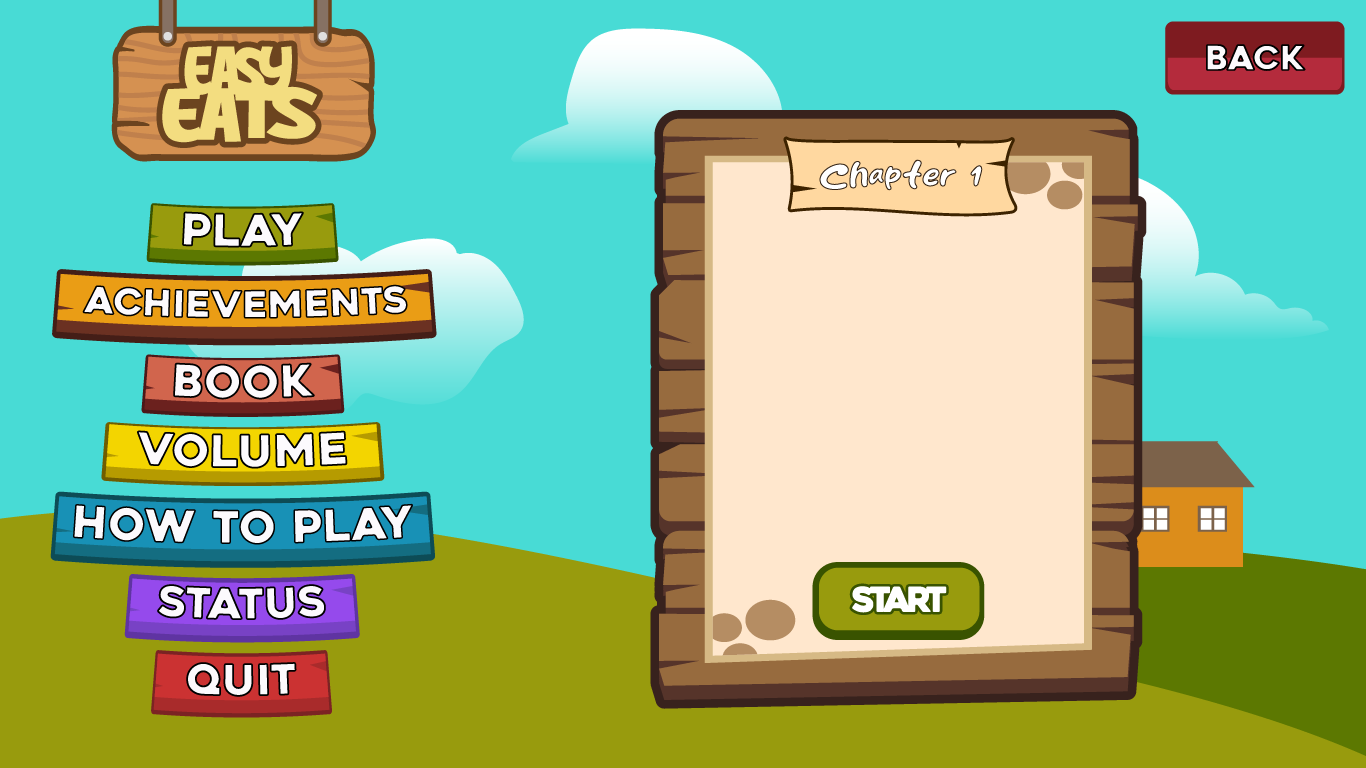 EASY
EATS
PLAY
ACHIEVEMENTS
BOOK
VOLUME
HOW TO PLAY
STATUS
QUIT
BACK
Chapter 1
START